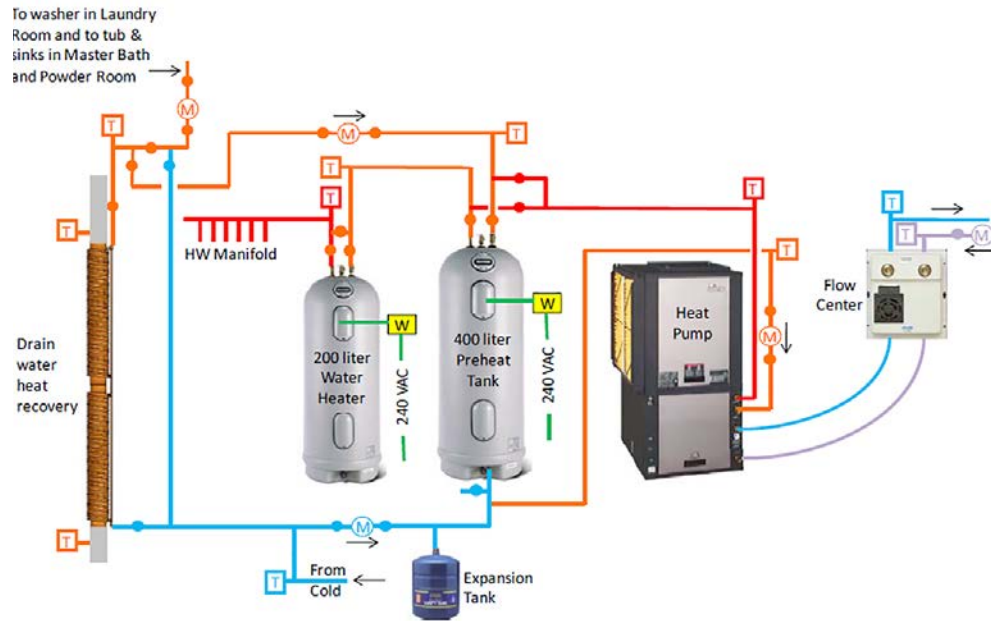 To washer in Laundry
Room and to tub &
sinks in Master Bath
and Powder Room
M
T
M
T
T
T
T
T
HW Manifold
T
T
T
M
T
Flow
Center
Heat
Pump
M
W
W
200 liter
Water
Heater
240 VAC
400 liter
Preheat
Tank
240 VAC
Drain
water
heat
recovery
T
M
T
From
Cold
Expansion
Tank